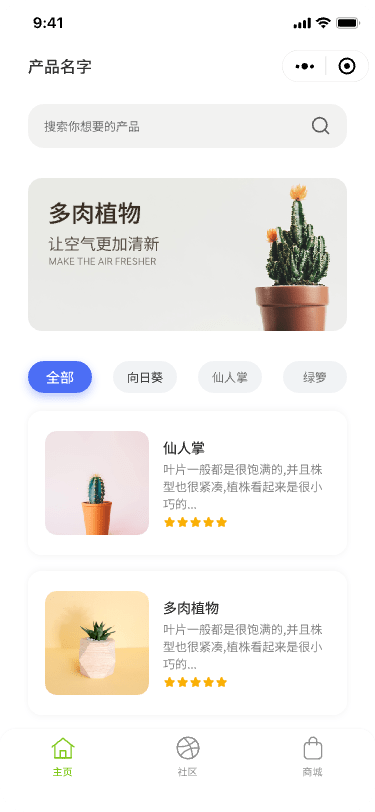 9:41
产品名字
搜索你想要的产品
多肉植物
让空气更加清新
MAKE THE AIR FRESHER
全部
向日葵
仙人掌
绿箩
仙人掌
叶片一般都是很饱满的,并且株
型也很紧凑,植株看起来是很小
巧的...
多肉植物
叶片一般都是很饱满的,并且株
型也很紧凑,植株看起来是很小
巧的...
主页
社区
商城